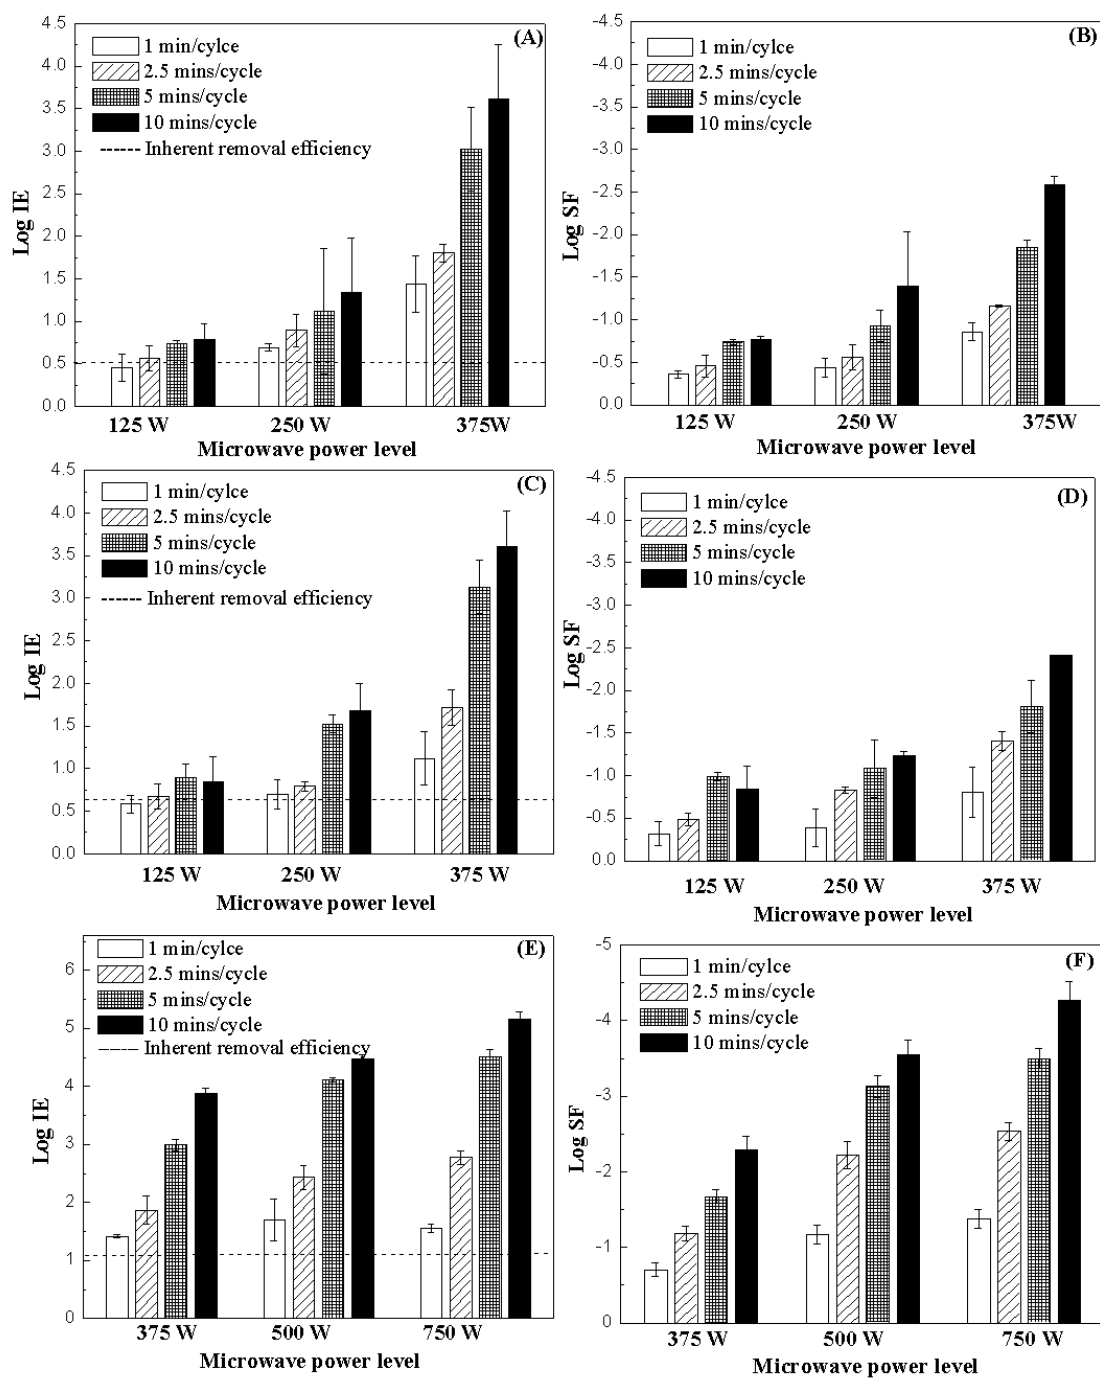 (A)
1 min/cylce
2.5 mins/cycle
5 mins/cycle
10 mins/cycle
Inherent removal efficiency
4.5
4.0
3.5
3.0
2.5
2.0
1.5
1.0
0.5
0.0
Log IE
125 W 250 W 375W
Microwave power level
(B)
1 min/cylce
2.5 mins/cycle
5 mins/cycle
10 mins/cycle
-4.5
-4.0
-3.5
-3.0
-2.5
-2.0
-1.5
-1.0
-0.5
0.0
Log SF
125 W 250 W 375W
Microwave power level
(C)
1 min/cylce
2.5 mins/cycle
5 mins/cycle
10 mins/cycle
Inherent removal efficiency
4.5
4.0
3.5
3.0
2.5
2.0
1.5
1.0
0.5
0.0
Log IE
125 W 250 W 375 W
Microwave power level
(D)
1 min/cylce
2.5 mins/cycle
5 mins/cycle
10 mins/cycle
-4.5
-4.0
-3.5
-3.0
-2.5
-2.0
-1.5
-1.0
-0.5
0.0
Log SF
125 W 250 W 375 W
Microwave power level
(E)
1 min/cylce
2.5 mins/cycle
5 mins/cycle
10 mins/cycle
Inherent removal efficiency
6
5
4
3
2
1
0
Log IE
375 W 500 W 750 W
Microwave power level
(F)
1 min/cylce
2.5 mins/cycle
5 mins/cycle
10 mins/cycle
-5
-4
-3
-2
-1
0
Log SF
375 W 500 W 750 W
Microwave power level